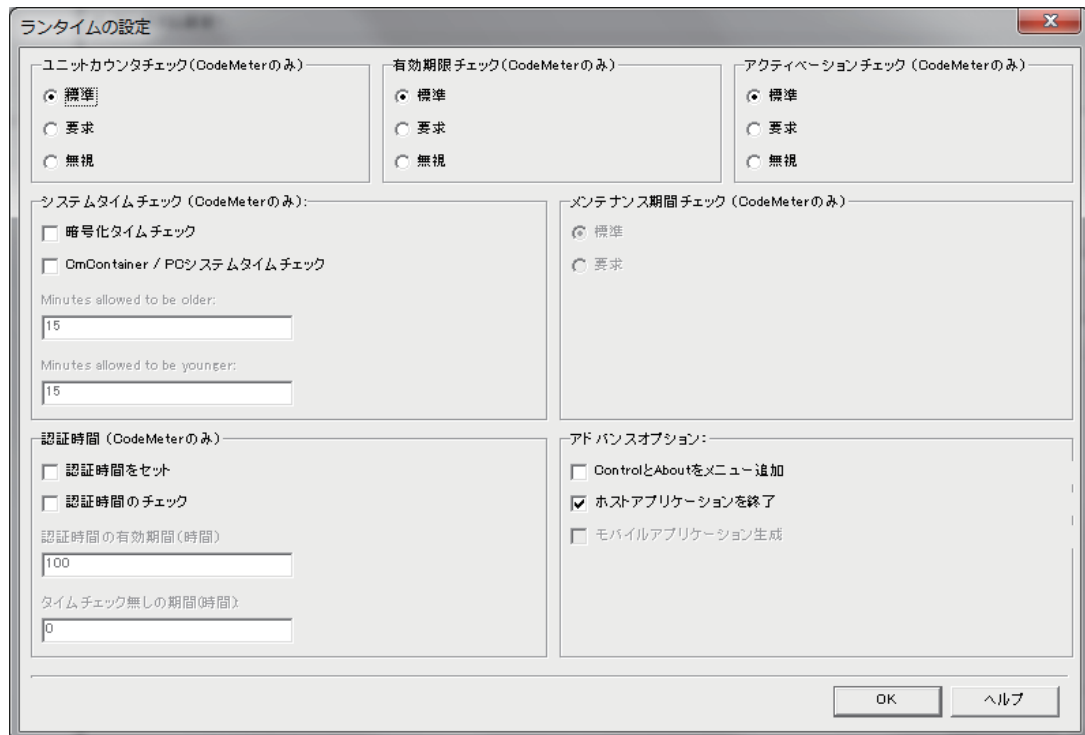 ランタイムの設定
ユニットカウンタチェック(CodeMeterのみ)
標準
要求
無視
有効期限チェック(CodeMeterのみ)
標準
要求
無視
アクティベーションチェック (CodeMeterのみ)
標準
要求
無視
システムタイムチェック (CodeMeterのみ):
暗号化タイムチェック
CmContainer / PCシステムタイムチェック
Minutes allowed to be older:
15
Minutes allowed to be younger:
15
メンテナンス期間チェック (CodeMeterのみ)
標準
要求
認証時間 (CodeMeterのみ)
認証時間をセット
認証時間のチェック
認証時間の有効期間(時間)
100
タイムチェック無しの期間(時間):
0
アドバンスオプション:
ControlとAboutをメニュー追加
ホストアプリケーションを終了
モバイルアプリケーション生成
OK
ヘルプ